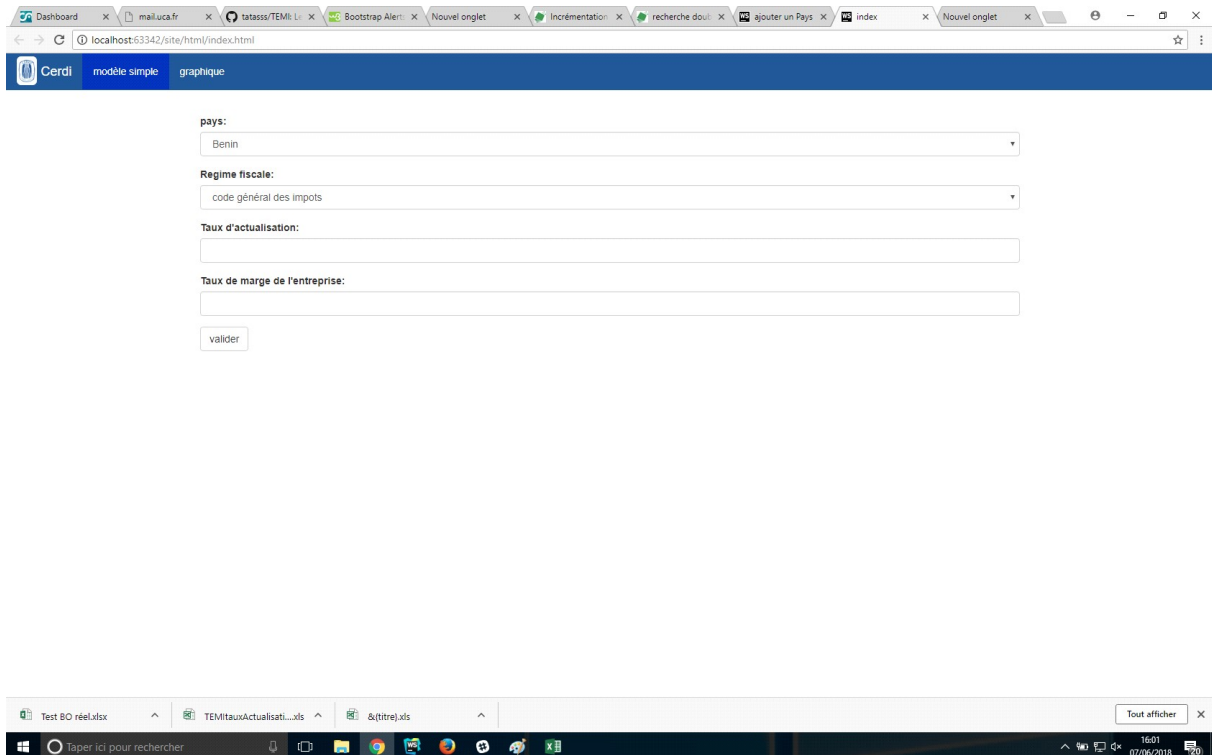 Dashboard
mail.uca.fr
tatasss/TEMI: Le
Bootstrap Alert:
Nouvel onglet
Incrémentation
recherche doub
ajouter un Pays
index
Nouvel onglet
localhost:63342/site/html/index.html
Cerdi
modèle simple
graphique
pays:
Benin
Regime fiscale:
code général des impots
Taux d'actualisation:
Taux de marge de l'entreprise:
valider
Test BO réel.xlsx
TEMItauxActualisati....xls
&(titre).xls
Tout afficher
Taper ici pour rechercher
16:01
07/06/2018
20